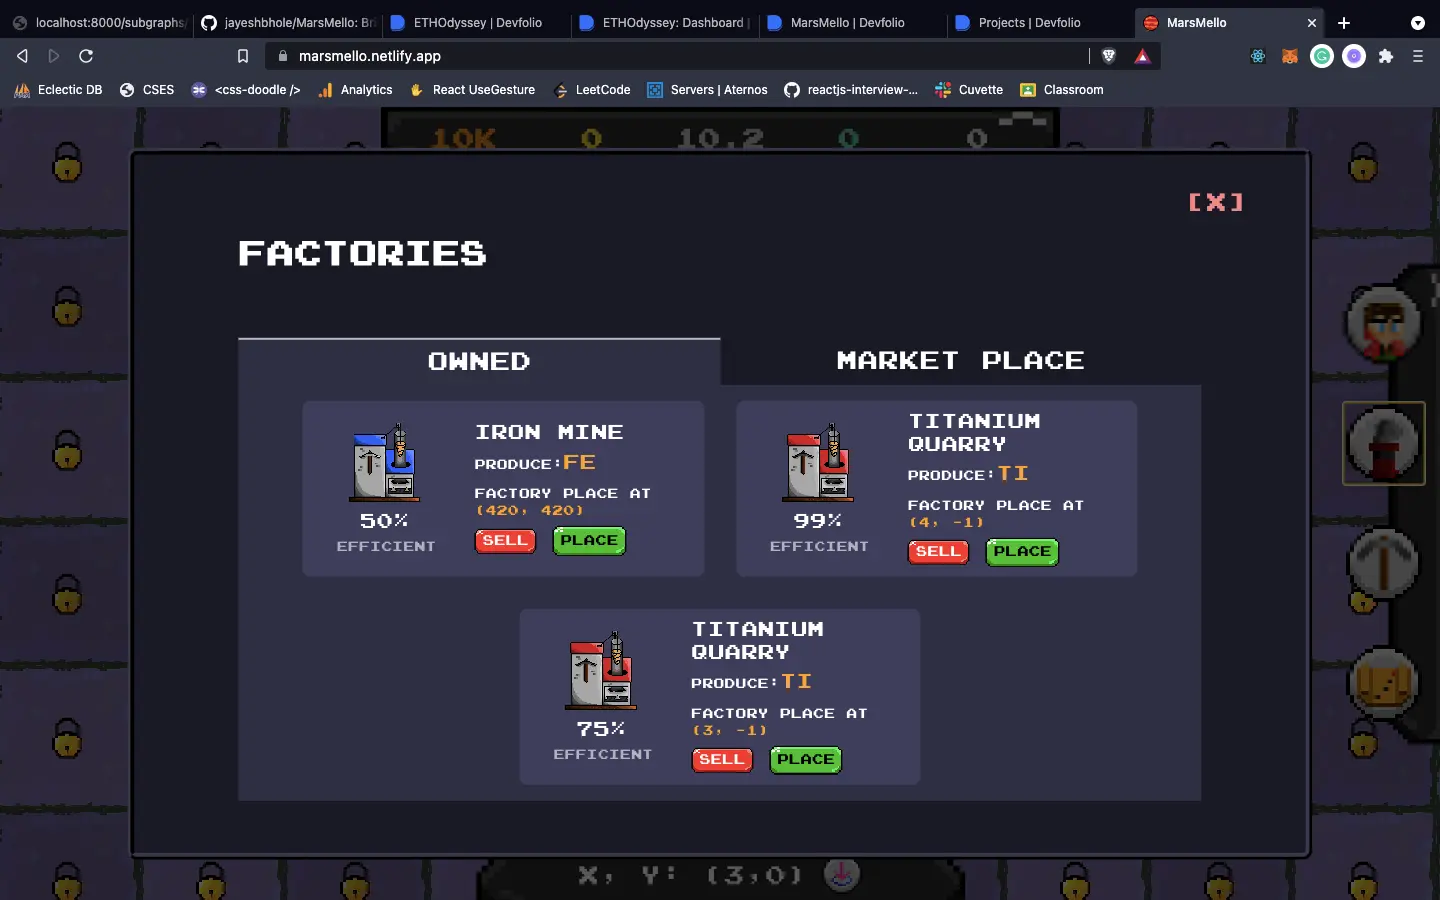 localhost:8000/subgraphs/
jayeshbhole/MarsMello: Bri
ETHOdyssey | Devfolio
ETHOdyssey: Dashboard |
MarsMello | Devfolio
Projects | Devfolio
MarsMello
marsmello.netlify.app
Eclectic DB
CSES
<css-doodle />
Analytics
React UseGesture
LeetCode
Servers | Aternos
reactjs-interview-...
Cuvette
Classroom
10K 0 10.2 0 0
[X]
FACTORIES
OWNED
MARKET PLACE
IRON MINE
PRODUCE:FE
FACTORY PLACE AT
(420, 420)
50%
EFFICIENT
SELL
PLACE
TITANIUM
QUARRY
PRODUCE:TI
FACTORY PLACE AT
(4, -1)
99%
EFFICIENT
SELL
PLACE
TITANIUM
QUARRY
PRODUCE:TI
FACTORY PLACE AT
(3, -1)
75%
EFFICIENT
SELL
PLACE
X, Y: (3,0)